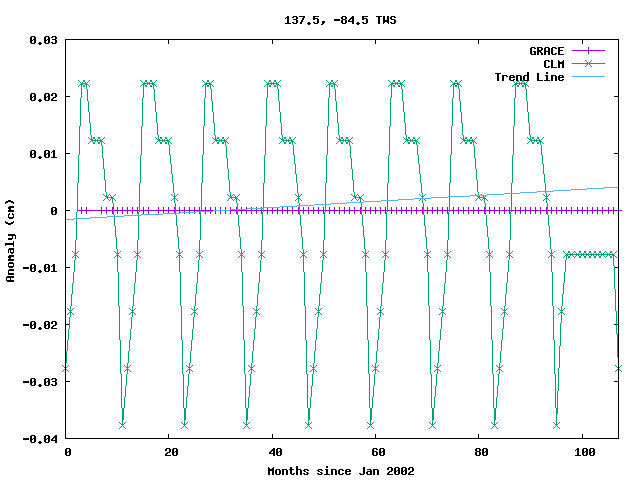 137.5, -84.5 TWS
GRACE
CLM
Trend Line
0.03
0.02
0.01
0
-0.01
-0.02
-0.03
-0.04
Anomaly (cm)
0 20 40 60 80 100
Months since Jan 2002